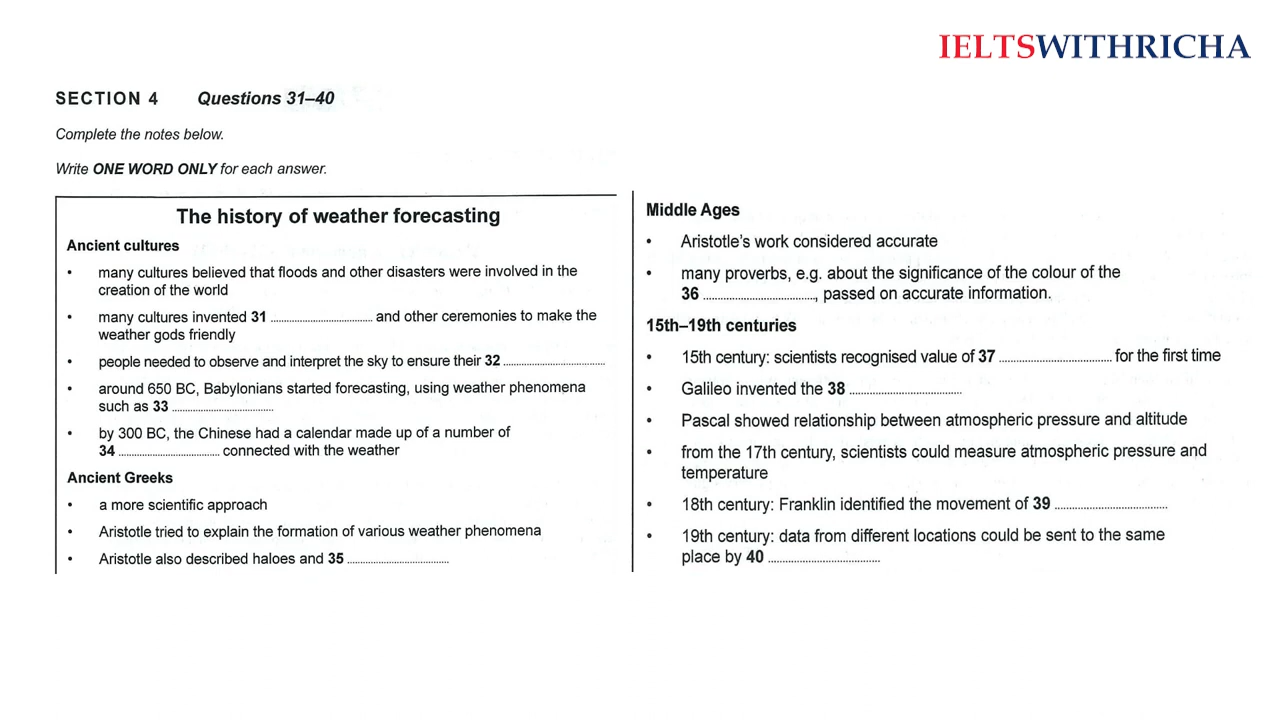 IELTSWITHRICHA
SECTION 4 Questions 31–40
Complete the notes below.
Write ONE WORD ONLY for each answer.
The history of weather forecasting
Ancient cultures
• many cultures believed that floods and other disasters were involved in the
creation of the world
• many cultures invented 31 .................................... and other ceremonies to make the
weather gods friendly
• people needed to observe and interpret the sky to ensure their 32 ....................................
• around 650 BC, Babylonians started forecasting, using weather phenomena
such as 33 ....................................
• by 300 BC, the Chinese had a calendar made up of a number of
34 .................................... connected with the weather
Ancient Greeks
• a more scientific approach
• Aristotle tried to explain the formation of various weather phenomena
• Aristotle also described haloes and 35 ....................................
Middle Ages
• Aristotle's work considered accurate
• many proverbs, e.g. about the significance of the colour of the
36 ...................................., passed on accurate information.
15th–19th centuries
• 15th century: scientists recognised value of 37 .................................... for the first time
• Galileo invented the 38 ....................................
• Pascal showed relationship between atmospheric pressure and altitude
• from the 17th century, scientists could measure atmospheric pressure and
temperature
• 18th century: Franklin identified the movement of 39 ....................................
• 19th century: data from different locations could be sent to the same
place by 40 ....................................